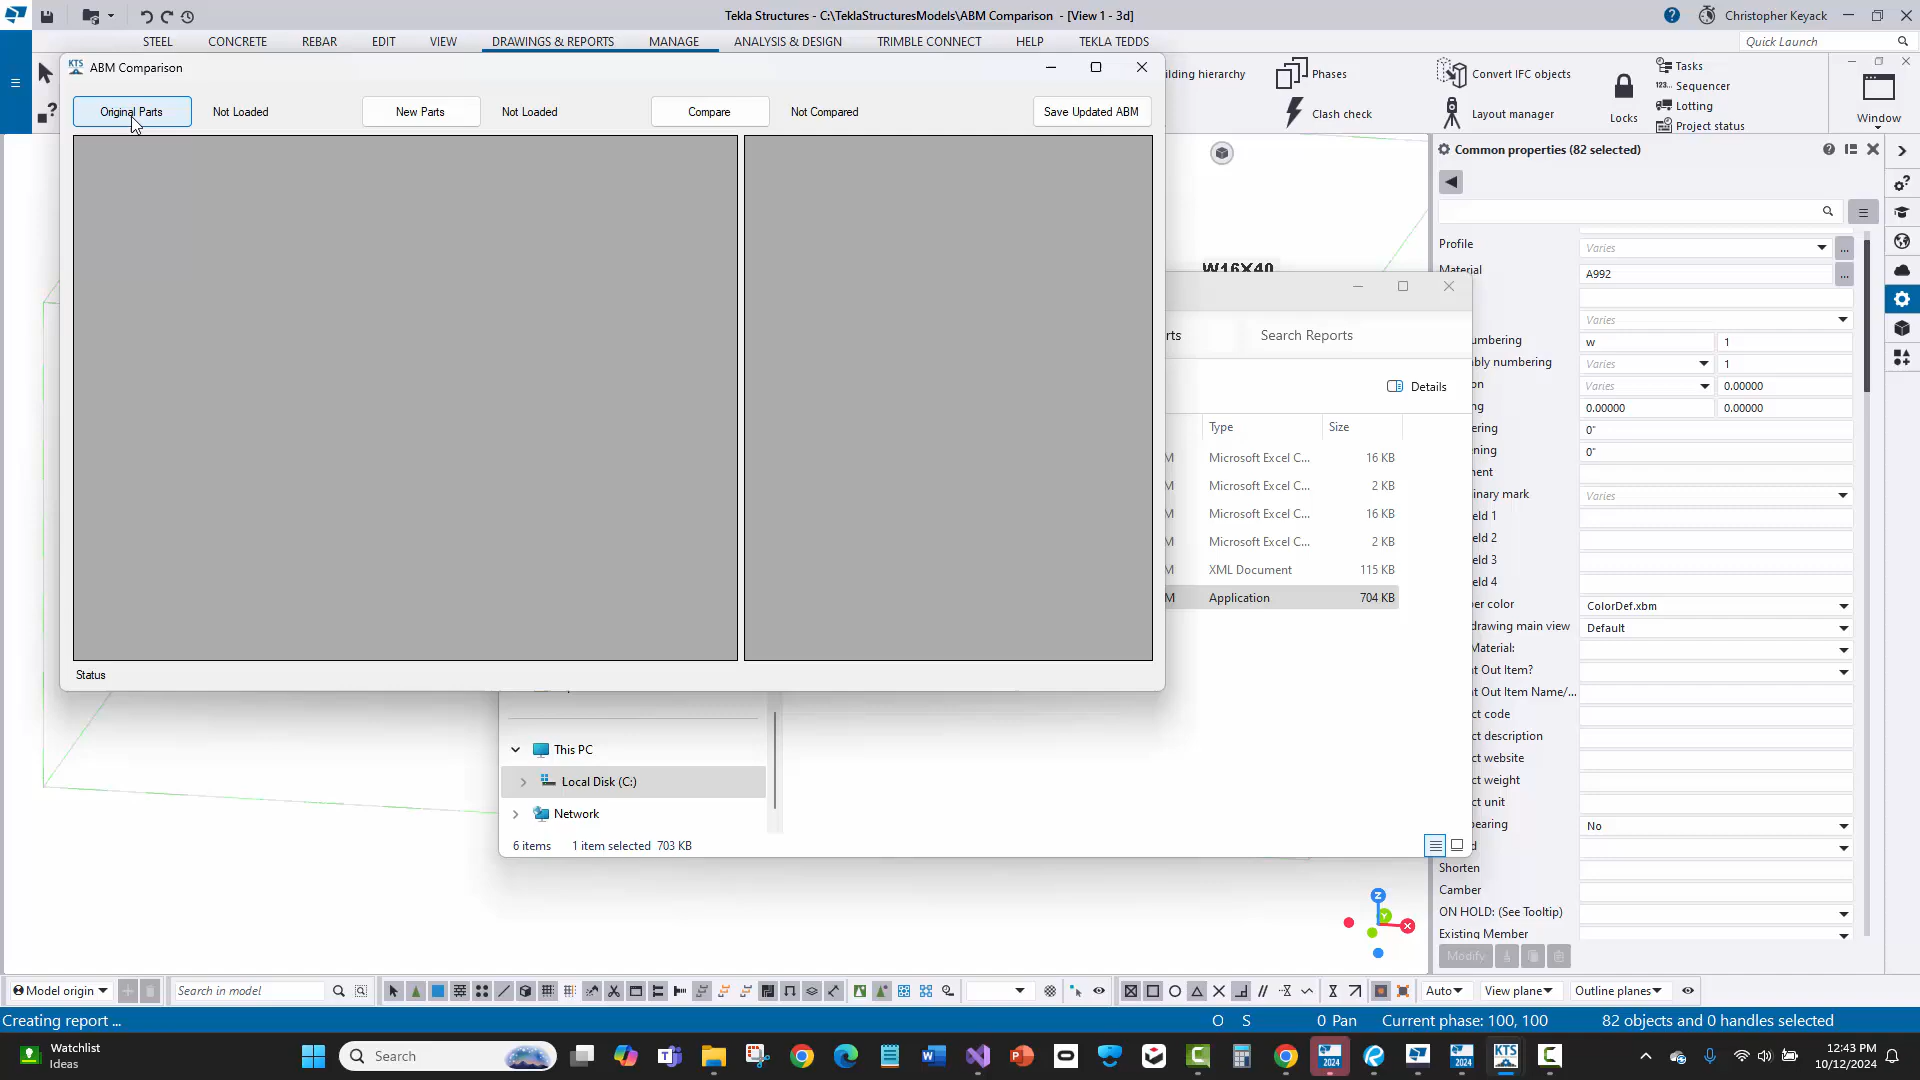 Tekla Structures - C:\TeklaStructuresModels\ABM Comparison - [View 1 - 3d]
Christopher Keyack
STEEL CONCRETE REBAR EDIT VIEW DRAWINGS & REPORTS MANAGE ANALYSIS & DESIGN TRIMBLE CONNECT HELP TEKLA TEDDS
Quick Launch
KTS ABM Comparison
ilding hierarchy
Phases
Clash check
Convert IFC objects
Layout manager
Locks
Tasks
Sequencer
Lotting
Project status
Window
Original Parts Not Loaded New Parts Not Loaded Compare Not Compared Save Updated ABM
Status
W16X40
rts Search Reports
Details
Type Size
M Microsoft Excel C... 16 KB
M Microsoft Excel C... 2 KB
M Microsoft Excel C... 16 KB
M Microsoft Excel C... 2 KB
M XML Document 115 KB
M Application 704 KB
This PC
Local Disk (C:)
Network
6 items 1 item selected 703 KB
Common properties (82 selected)
Profile Varies ...
Material A992 ...
Varies
umbering w 1
bly numbering Varies 1
on Varies 0.00000
ng 0.00000 0.00000
ering 0"
ning 0"
ent
inary mark Varies
eld 1
eld 2
eld 3
eld 4
er color ColorDef.xbm
drawing main view Default
Material:
t Out Item?
t Out Item Name/...
ct code
ct description
ct website
ct weight
ct unit
earing No
d
Shorten
Camber
ON HOLD: (See Tooltip)
Existing Member
Modify
Z
Y
X
Model origin
Search in model
Auto
View plane
Outline planes
Creating report ...
O S 0 Pan Current phase: 100, 100 82 objects and 0 handles selected
Watchlist
Ideas
Search
2024
2024
KTS
12:43 PM
10/12/2024